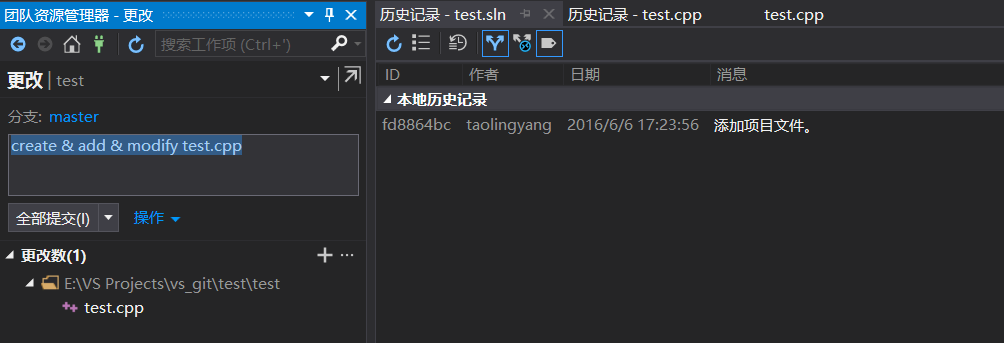 团队资源管理器 - 更改
搜索工作项 (Ctrl+')
更改 | test
分支: master
create & add & modify test.cpp
全部提交(I) 操作
更改数(1)
E:\VS Projects\vs_git\test\test
test.cpp
历史记录 - test.sln 历史记录 - test.cpp test.cpp
ID 作者 日期 消息
本地历史记录
fd8864bc taolingyang 2016/6/6 17:23:56 添加项目文件。